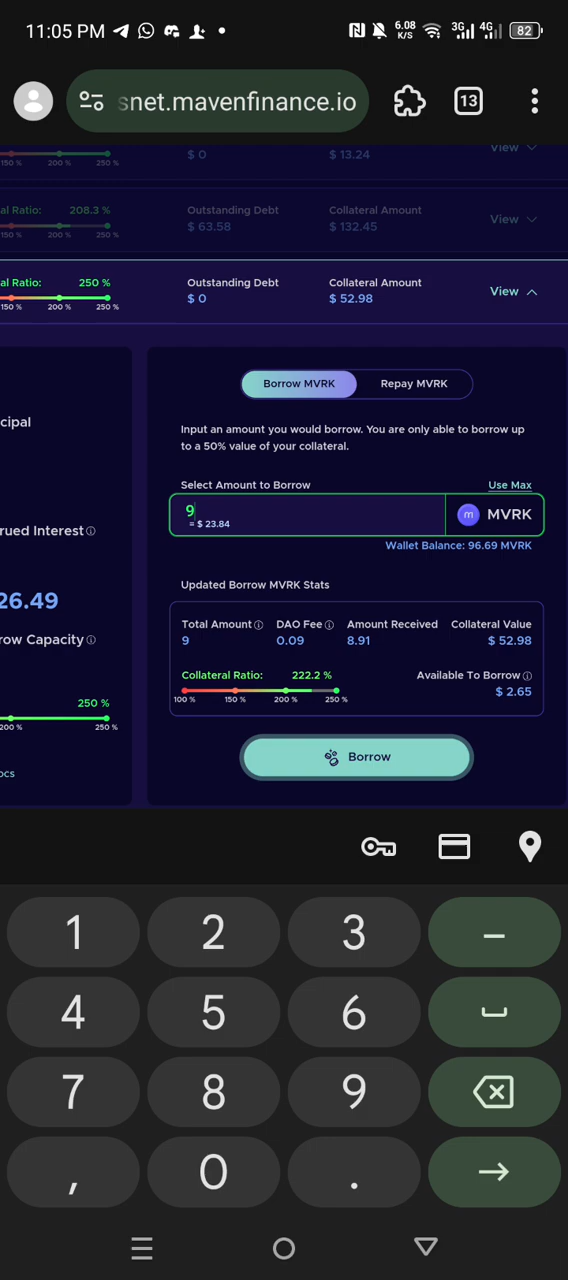 11:05 PM
6.08 K/S 3G 4G 82
snet.mavenfinance.io 13
150 % 200 % 250 % $ 0 $ 13.24 View
al Ratio: 208.3 % Outstanding Debt Collateral Amount
$ 63.58 $ 132.45 View
150 % 200 % 250 %
al Ratio: 250 % Outstanding Debt Collateral Amount
$ 0 $ 52.98 View
150 % 200 % 250 %
cipal
rued Interest
26.49
row Capacity
250 %
200 % 250 %
ocs
Borrow MVRK Repay MVRK
Input an amount you would borrow. You are only able to borrow up
to a 50% value of your collateral.
Select Amount to Borrow Use Max
9
= $ 23.84
m MVRK
Wallet Balance: 96.69 MVRK
Updated Borrow MVRK Stats
Total Amount DAO Fee Amount Received Collateral Value
9 0.09 8.91 $ 52.98
Collateral Ratio: 222.2 % Available To Borrow
100 % 150 % 200 % 250 % $ 2.65
Borrow
1 2 3 –
4 5 6
7 8 9
, 0 .